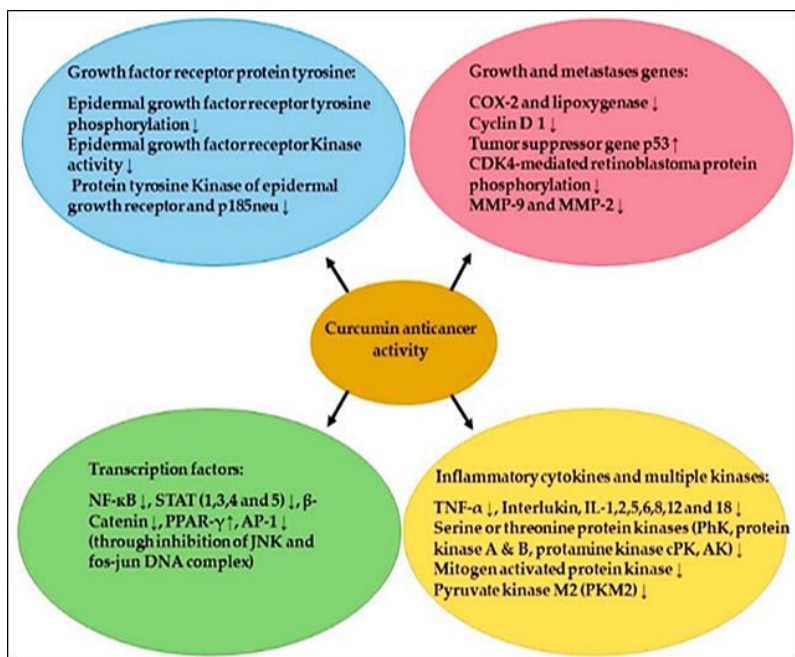 Growth factor receptor protein tyrosine:
Epidermal growth factor receptor tyrosine
phosphorylation ↓
Epidermal growth factor receptor Kinase
activity ↓
Protein tyrosine Kinase of epidermal
growth receptor and p185neu ↓
Growth and metastases genes:
COX-2 and lipoxygenase ↓
Cyclin D 1 ↓
Tumor suppressor gene p53 ↑
CDK4-mediated retinoblastoma protein
phosphorylation ↓
MMP-9 and MMP-2 ↓
Curcumin anticancer
activity
Transcription factors:
NF-κB ↓, STAT (1,3,4 and 5) ↓, β-
Catenin ↓, PPAR-γ↑, AP-1 ↓
(through inhibition of JNK and
fos-jun DNA complex)
Inflammatory cytokines and multiple kinases:
TNF-α ↓, Interlukin, IL-1,2,5,6,8,12 and 18 ↓
Serine or threonine protein kinases (PhK, protein
kinase A & B, protamine kinase cPK, AK) ↓
Mitogen activated protein kinase ↓
Pyruvate kinase M2 (PKM2) ↓